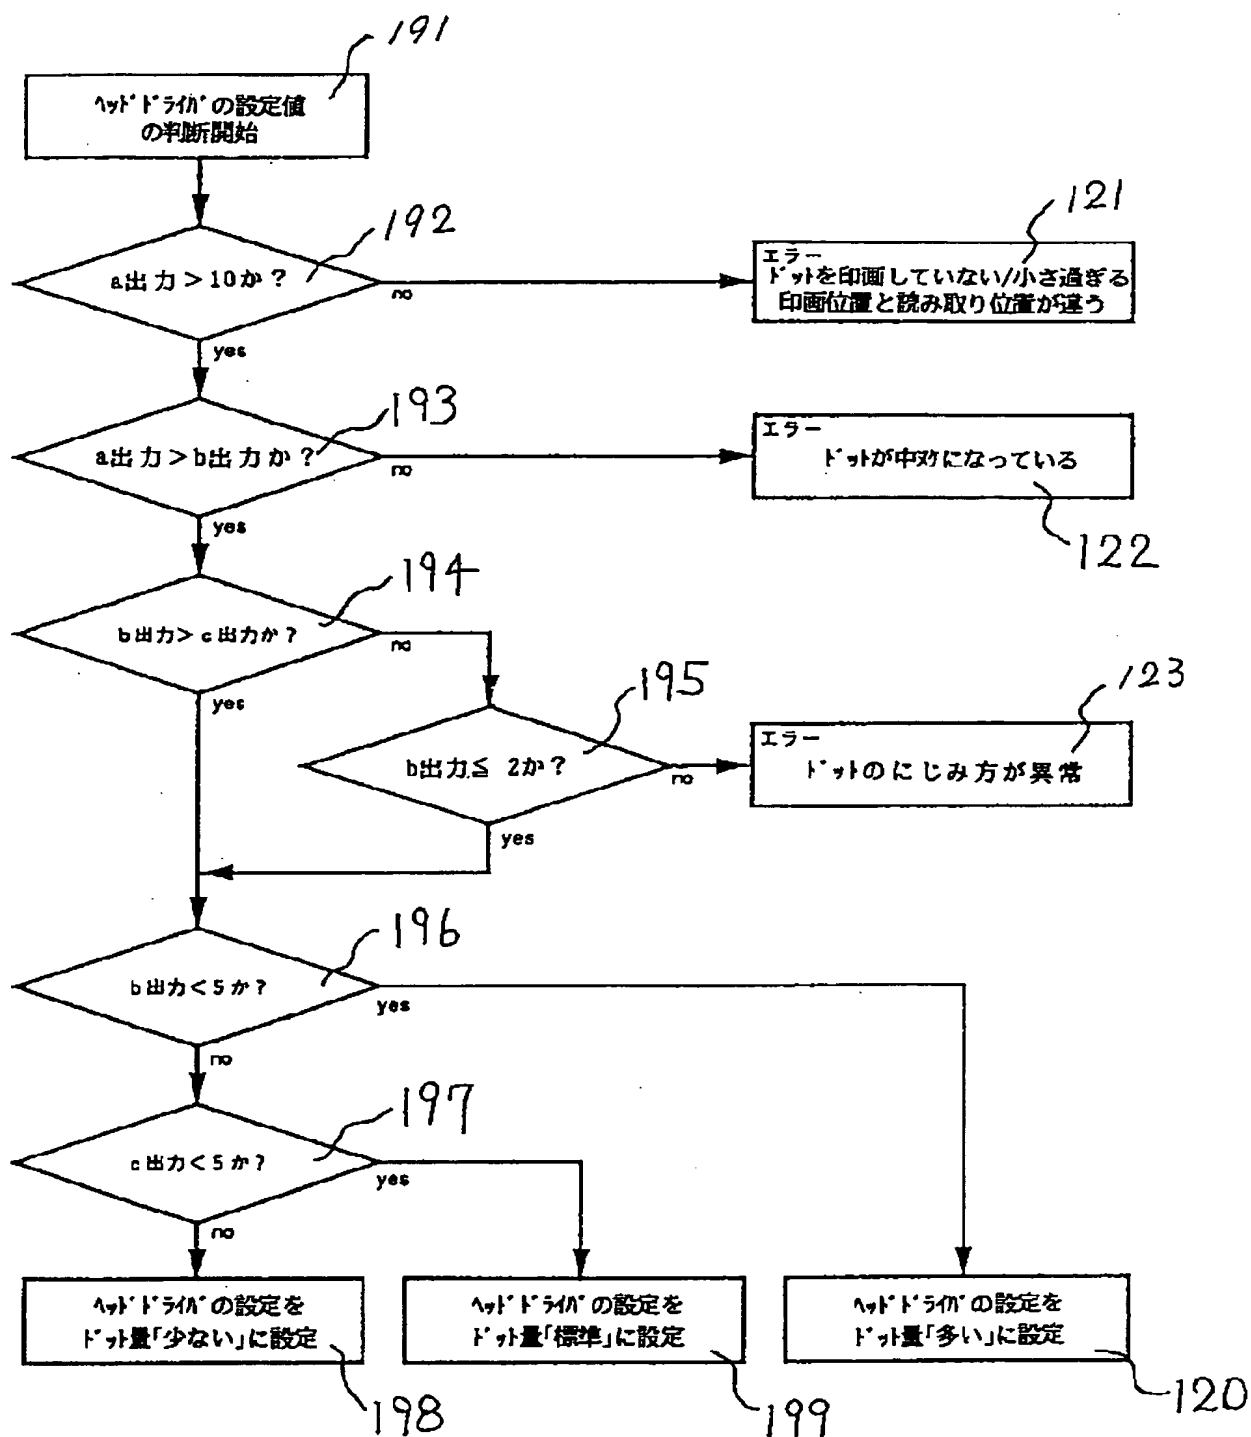 191
ﾍｯﾄﾞﾄﾞﾗｲﾊﾞの設定値
の判断開始
192
a出力>10か?
no
yes
121
エラー
ﾄﾞｯﾄを印画していない/小さ過ぎる
印画位置と読み取り位置が違う
193
a出力>b出力か?
no
yes
エラー
ﾄﾞｯﾄが中ヌケになっている
122
194
b出力>c出力か?
no
yes
195
b出力≦ 2か?
no
yes
123
エラー
ﾄﾞｯﾄのにじみ方が異常
196
b出力<5か?
yes
no
197
c出力<5か?
yes
no
ﾍｯﾄﾞﾄﾞﾗｲﾊﾞの設定を
ﾄﾞｯﾄ量「少ない」に設定
198
ﾍｯﾄﾞﾄﾞﾗｲﾊﾞの設定を
ﾄﾞｯﾄ量「標準」に設定
199
ﾍｯﾄﾞﾄﾞﾗｲﾊﾞの設定を
ﾄﾞｯﾄ量「多い」に設定
120